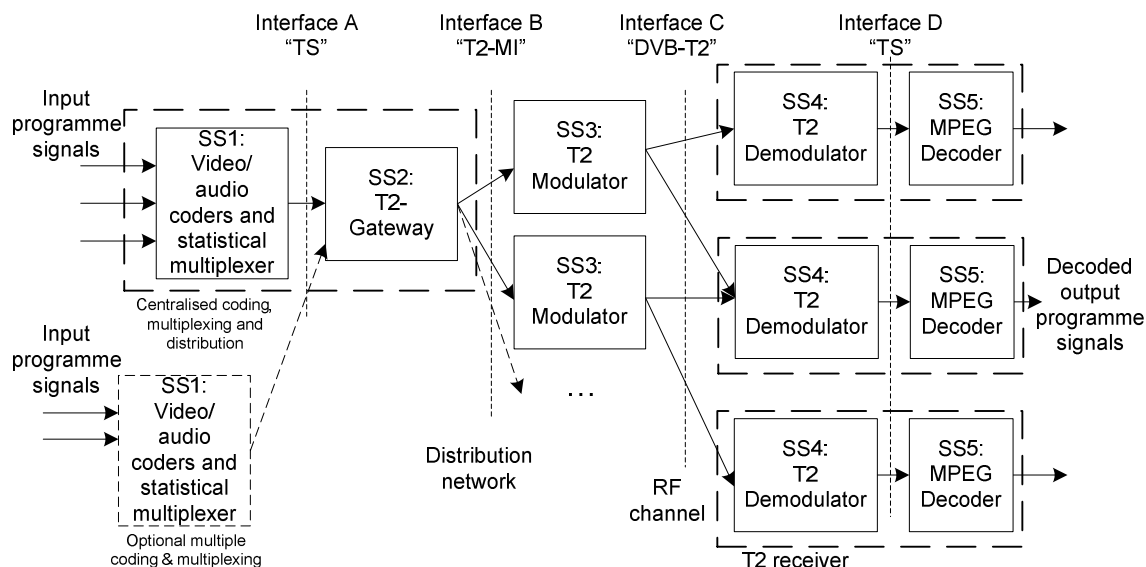 Interface A
"TS"
Interface B
"T2-MI"
Interface C
"DVB-T2"
Interface D
"TS"
Input
programme
signals
SS1:
Video/
audio
coders and
statistical
multiplexer
Centralised coding,
multiplexing and
distribution
SS2:
T2-
Gateway
SS3:
T2
Modulator
SS3:
T2
Modulator
...
SS4:
T2
Demodulator
SS5:
MPEG
Decoder
SS4:
T2
Demodulator
SS5:
MPEG
Decoder
Decoded
output
programme
signals
SS4:
T2
Demodulator
SS5:
MPEG
Decoder
T2 receiver
Input
programme
signals
SS1:
Video/
audio
coders and
statistical
multiplexer
Optional multiple
coding & multiplexing
Distribution
network
RF
channel